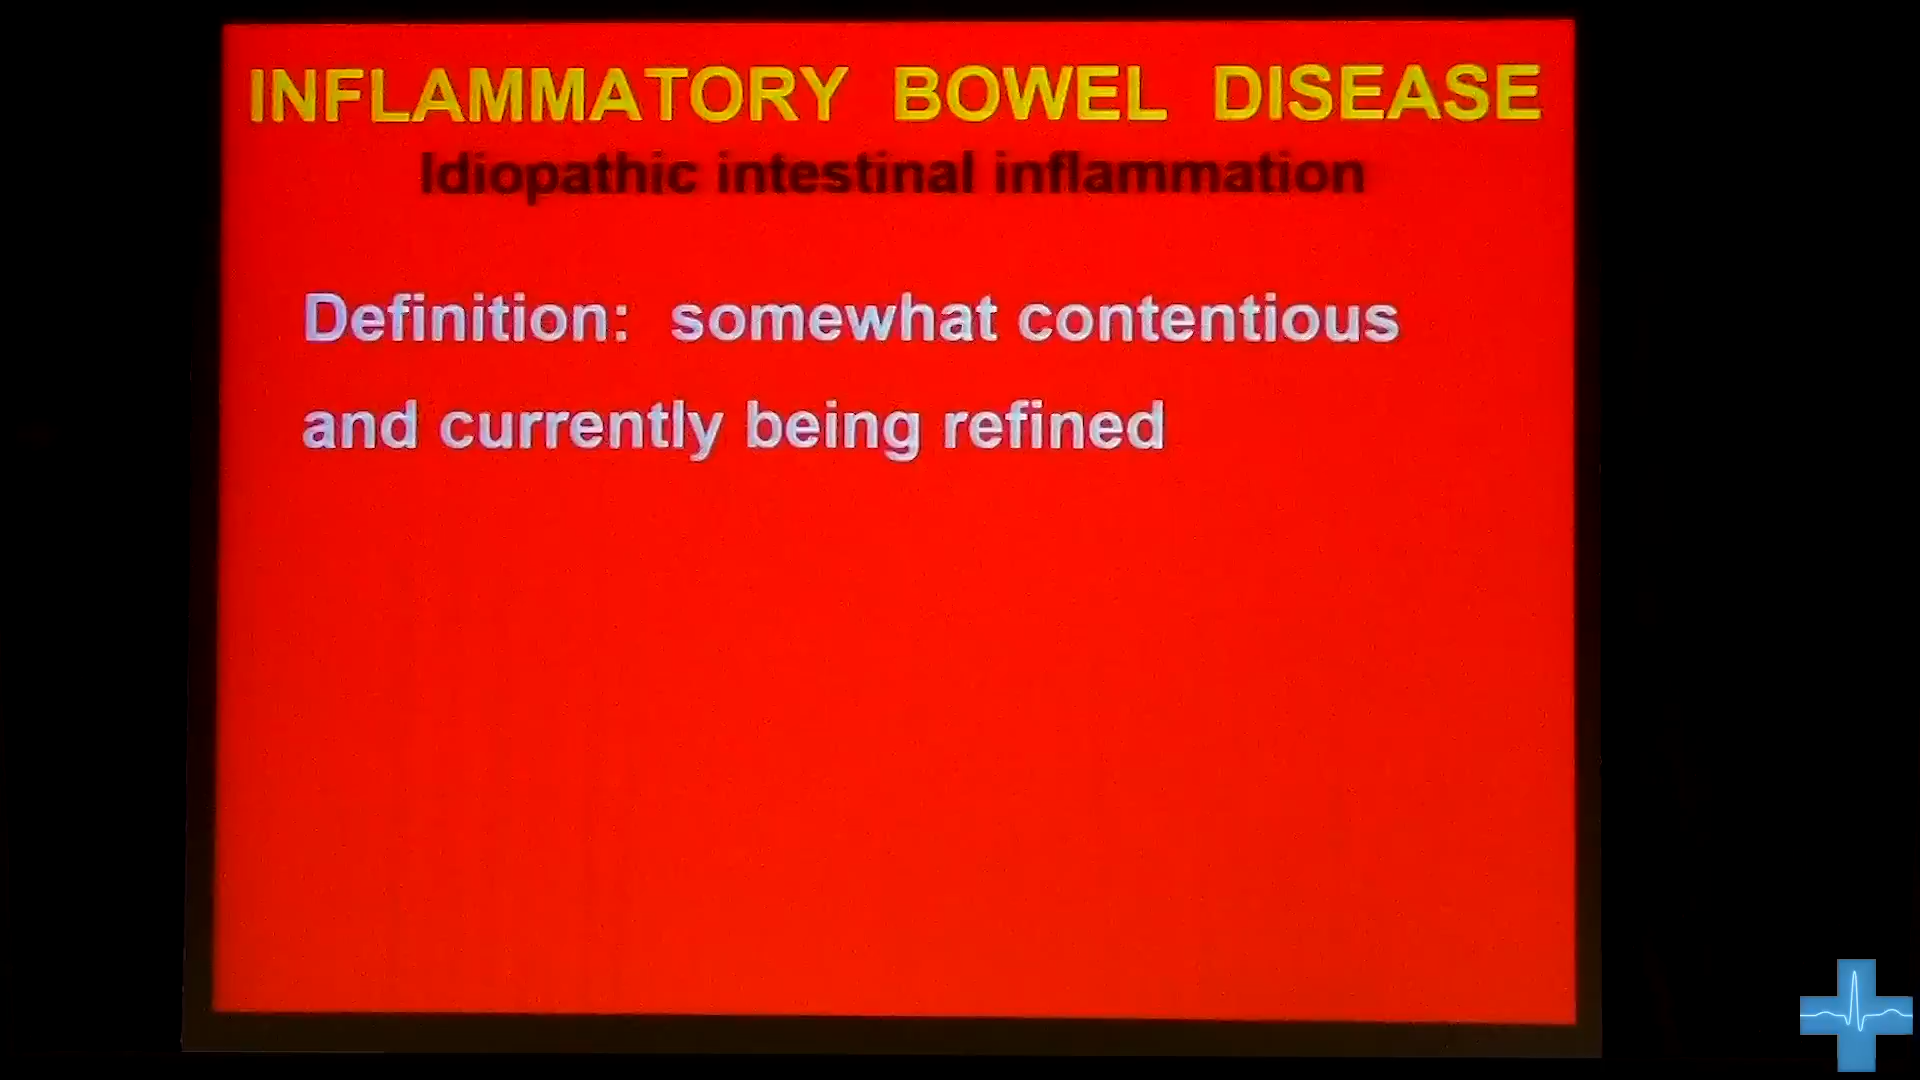 INFLAMMATORY BOWEL DISEASE
Idiopathic intestinal inflammation
Definition: somewhat contentious
and currently being refined